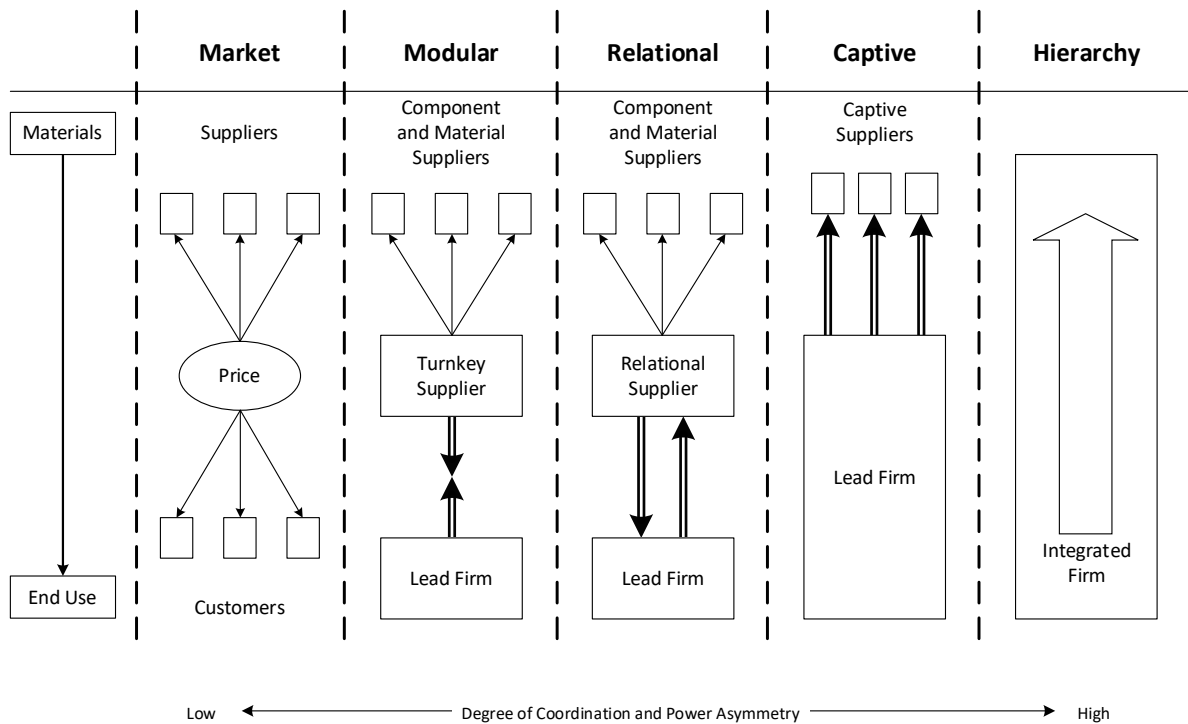 Market
Modular
Relational
Captive
Hierarchy
Materials
Suppliers
Component
and Material
Suppliers
Component
and Material
Suppliers
Captive
Suppliers
Price
Turnkey
Supplier
Relational
Supplier
Lead Firm
Integrated
Firm
End Use
Customers
Lead Firm
Lead Firm
Low
Degree of Coordination and Power Asymmetry
High